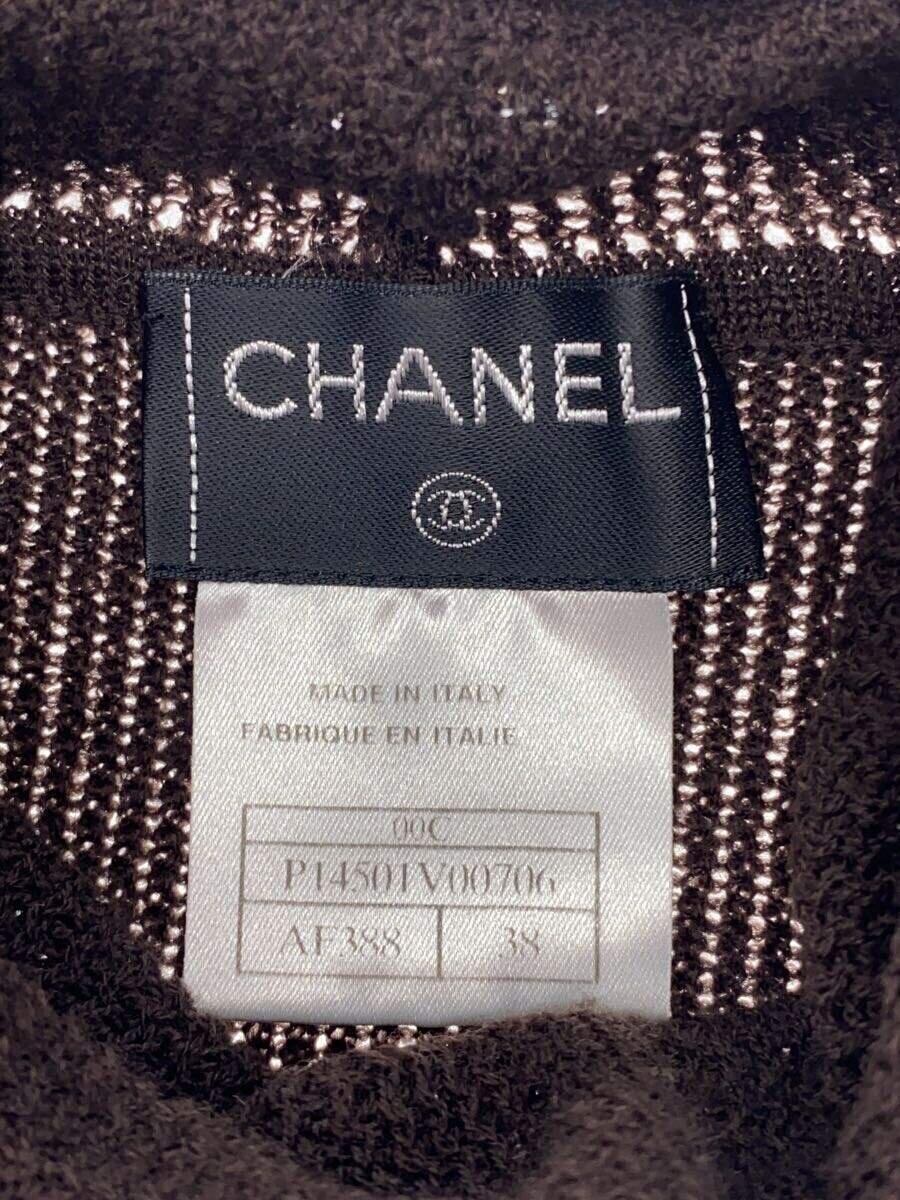 CHANEL
MADE IN ITALY
FABRIQUE EN ITALIE
00C
P14501V00706
AF388 38